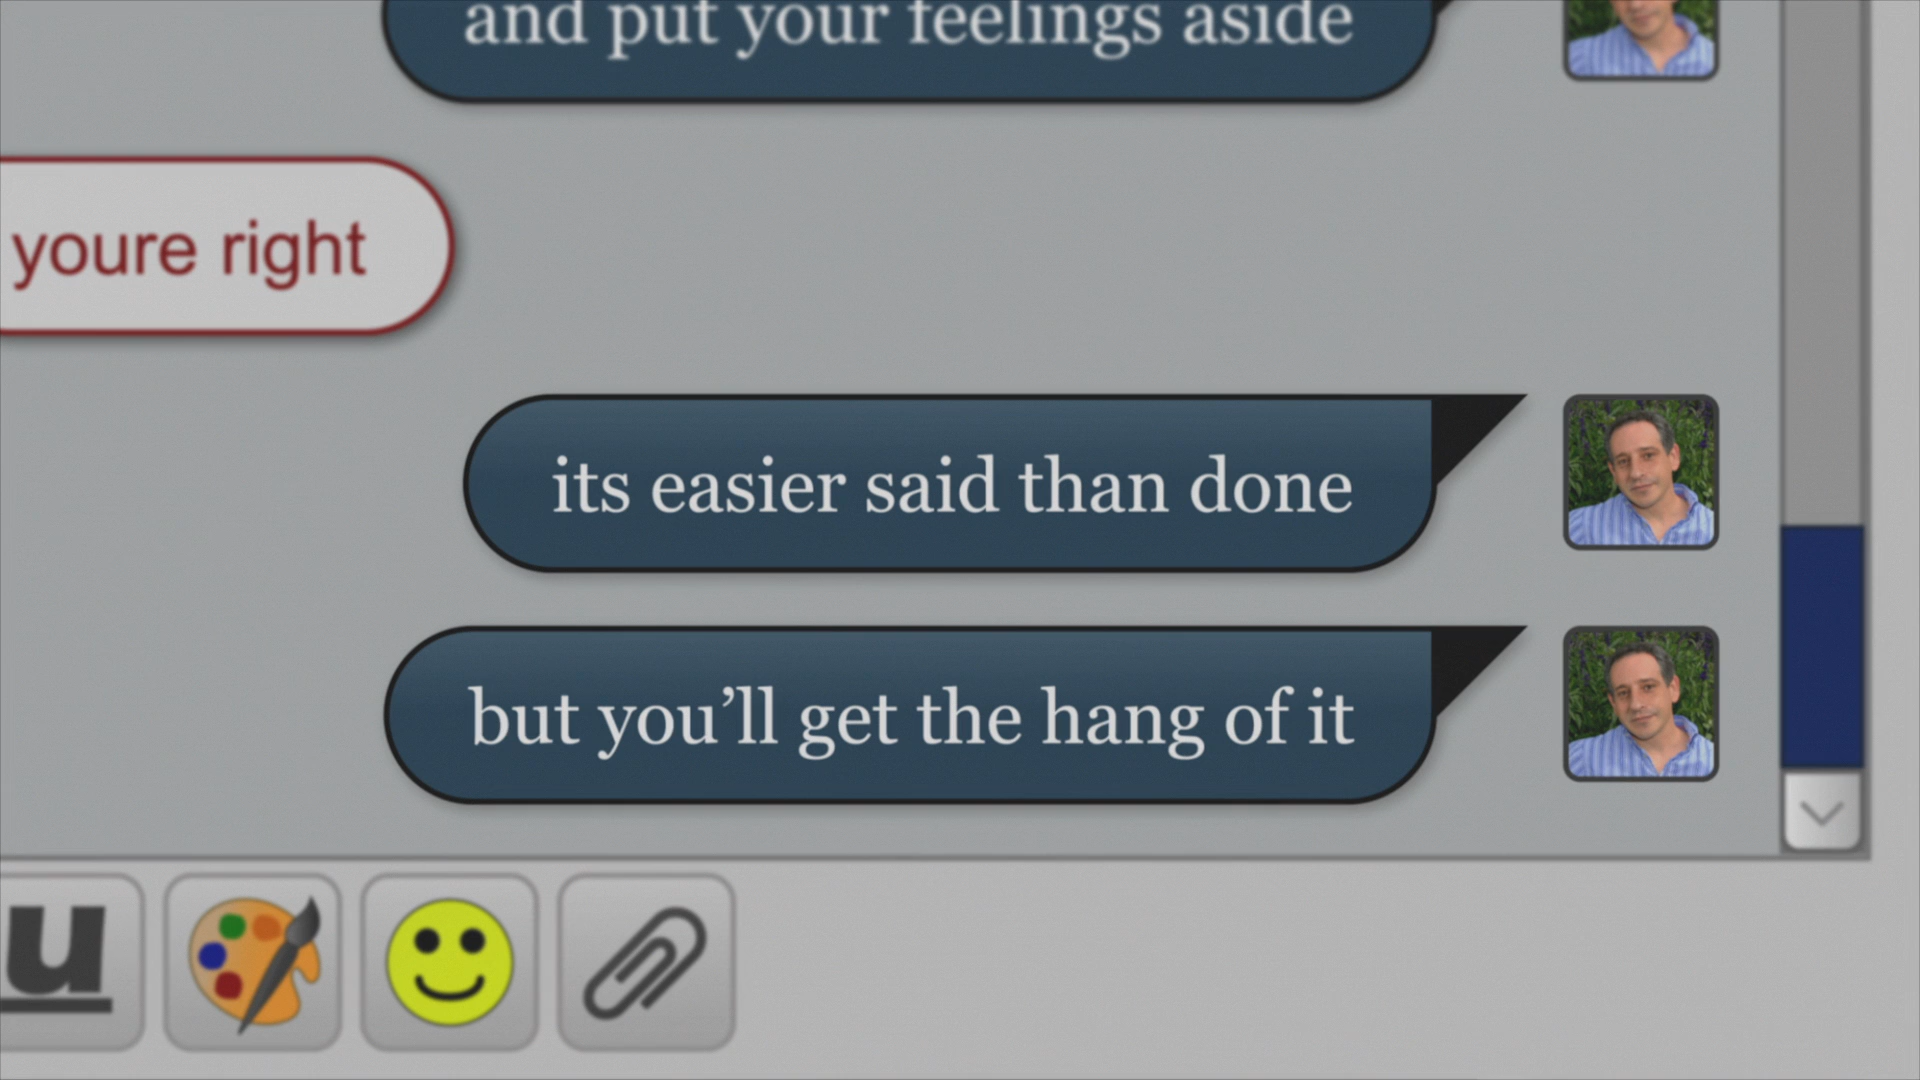 and put your feelings aside
youre right
its easier said than done
but you’ll get the hang of it
u